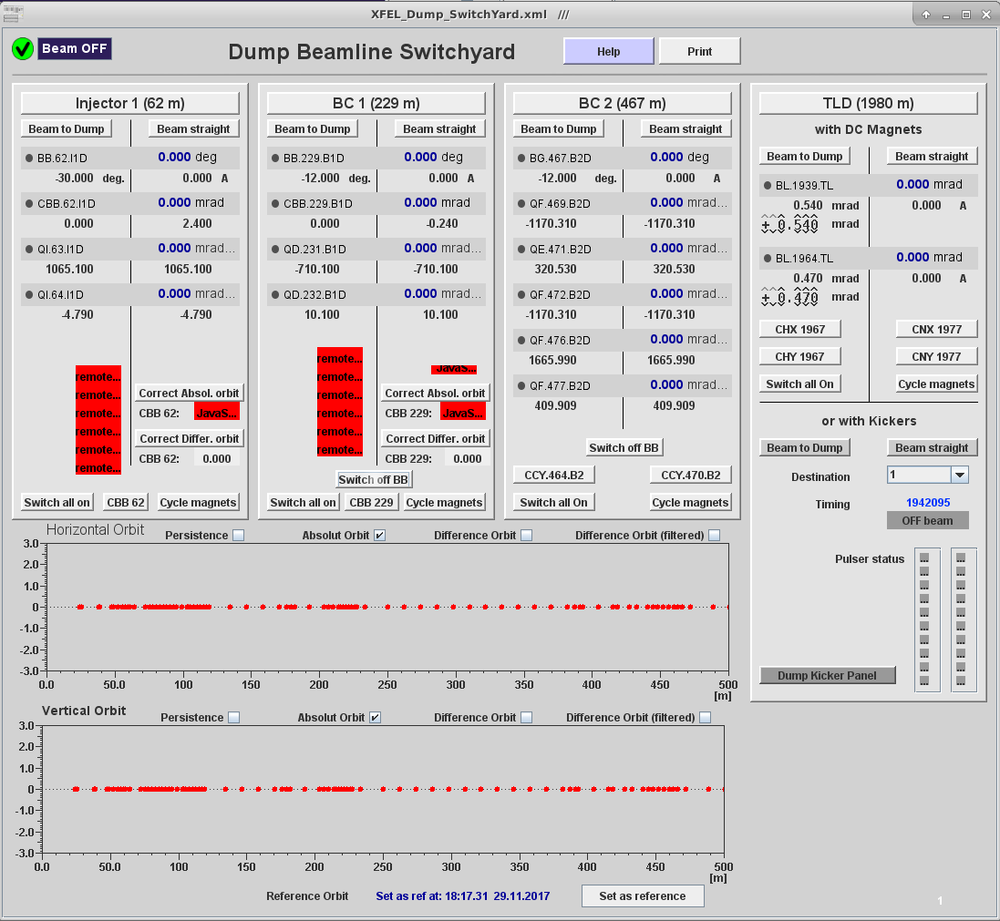 XFEL_Dump_SwitchYard.xml ///
Beam OFF
Dump Beamline Switchyard
Help
Print
Injector 1 (62 m)
Beam to Dump Beam straight
BB.62.I1D 0.000 deg
-30.000 deg. 0.000 A
CBB.62.I1D 0.000 mrad
0.000 2.400
QI.63.I1D 0.000 mrad...
1065.100 1065.100
QI.64.I1D 0.000 mrad...
-4.790 -4.790
remote...
remote...
remote...
remote...
remote...
remote...
Correct Absol. orbit
CBB 62: JavaS...
Correct Differ. orbit
CBB 62: 0.000
Switch all on CBB 62 Cycle magnets
BC 1 (229 m)
Beam to Dump Beam straight
BB.229.B1D 0.000 deg
-12.000 deg. 0.000 A
CBB.229.B1D 0.000 mrad
0.000 -0.240
QD.231.B1D 0.000 mrad...
-710.100 -710.100
QD.232.B1D 0.000 mrad...
10.100 10.100
remote...
remote...
remote...
remote...
remote...
remote...
JavaS...
Correct Absol. orbit
CBB 229: JavaS...
Correct Differ. orbit
CBB 229: 0.000
Switch off BB
Switch all on CBB 229 Cycle magnets
BC 2 (467 m)
Beam to Dump Beam straight
BG.467.B2D 0.000 deg
-12.000 deg. 0.000 A
QF.469.B2D 0.000 mrad...
-1170.310 -1170.310
QE.471.B2D 0.000 mrad...
320.530 320.530
QF.472.B2D 0.000 mrad...
-1170.310 -1170.310
QF.476.B2D 0.000 mrad...
1665.990 1665.990
QF.477.B2D 0.000 mrad...
409.909 409.909
Switch off BB
CCY.464.B2 CCY.470.B2
Switch all On Cycle magnets
TLD (1980 m)
with DC Magnets
Beam to Dump Beam straight
BL.1939.TL 0.000 mrad
0.540 mrad 0.000 A
+ 0.540 mrad
BL.1964.TL 0.000 mrad
0.470 mrad 0.000 A
+ 0.470 mrad
CHX 1967 CNX 1977
CHY 1967 CNY 1977
Switch all On Cycle magnets
or with Kickers
Beam to Dump Beam straight
Destination 1
Timing 1942095
OFF beam
Pulser status
... ...
... ...
... ...
... ...
... ...
... ...
... ...
... ...
... ...
... ...
Dump Kicker Panel
Horizontal Orbit Persistence Absolut Orbit Difference Orbit Difference Orbit (filtered)
3.0
2.0
1.0
0
-1.0
-2.0
-3.0
0.0 50.0 100 150 200 250 300 350 400 450 500
[m]
Vertical Orbit Persistence Absolut Orbit Difference Orbit Difference Orbit (filtered)
3.0
2.0
1.0
0
-1.0
-2.0
-3.0
0.0 50.0 100 150 200 250 300 350 400 450 500
[m]
Reference Orbit Set as ref at: 18:17.31 29.11.2017 Set as reference
1